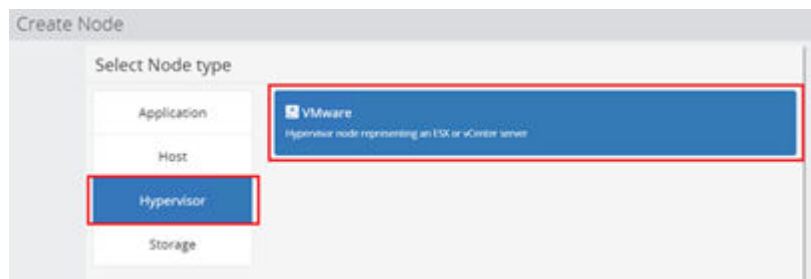 Create Node
Select Node type
Application
VMware
Hypervisor node representing an ESX or vCenter server
Host
Hypervisor
Storage